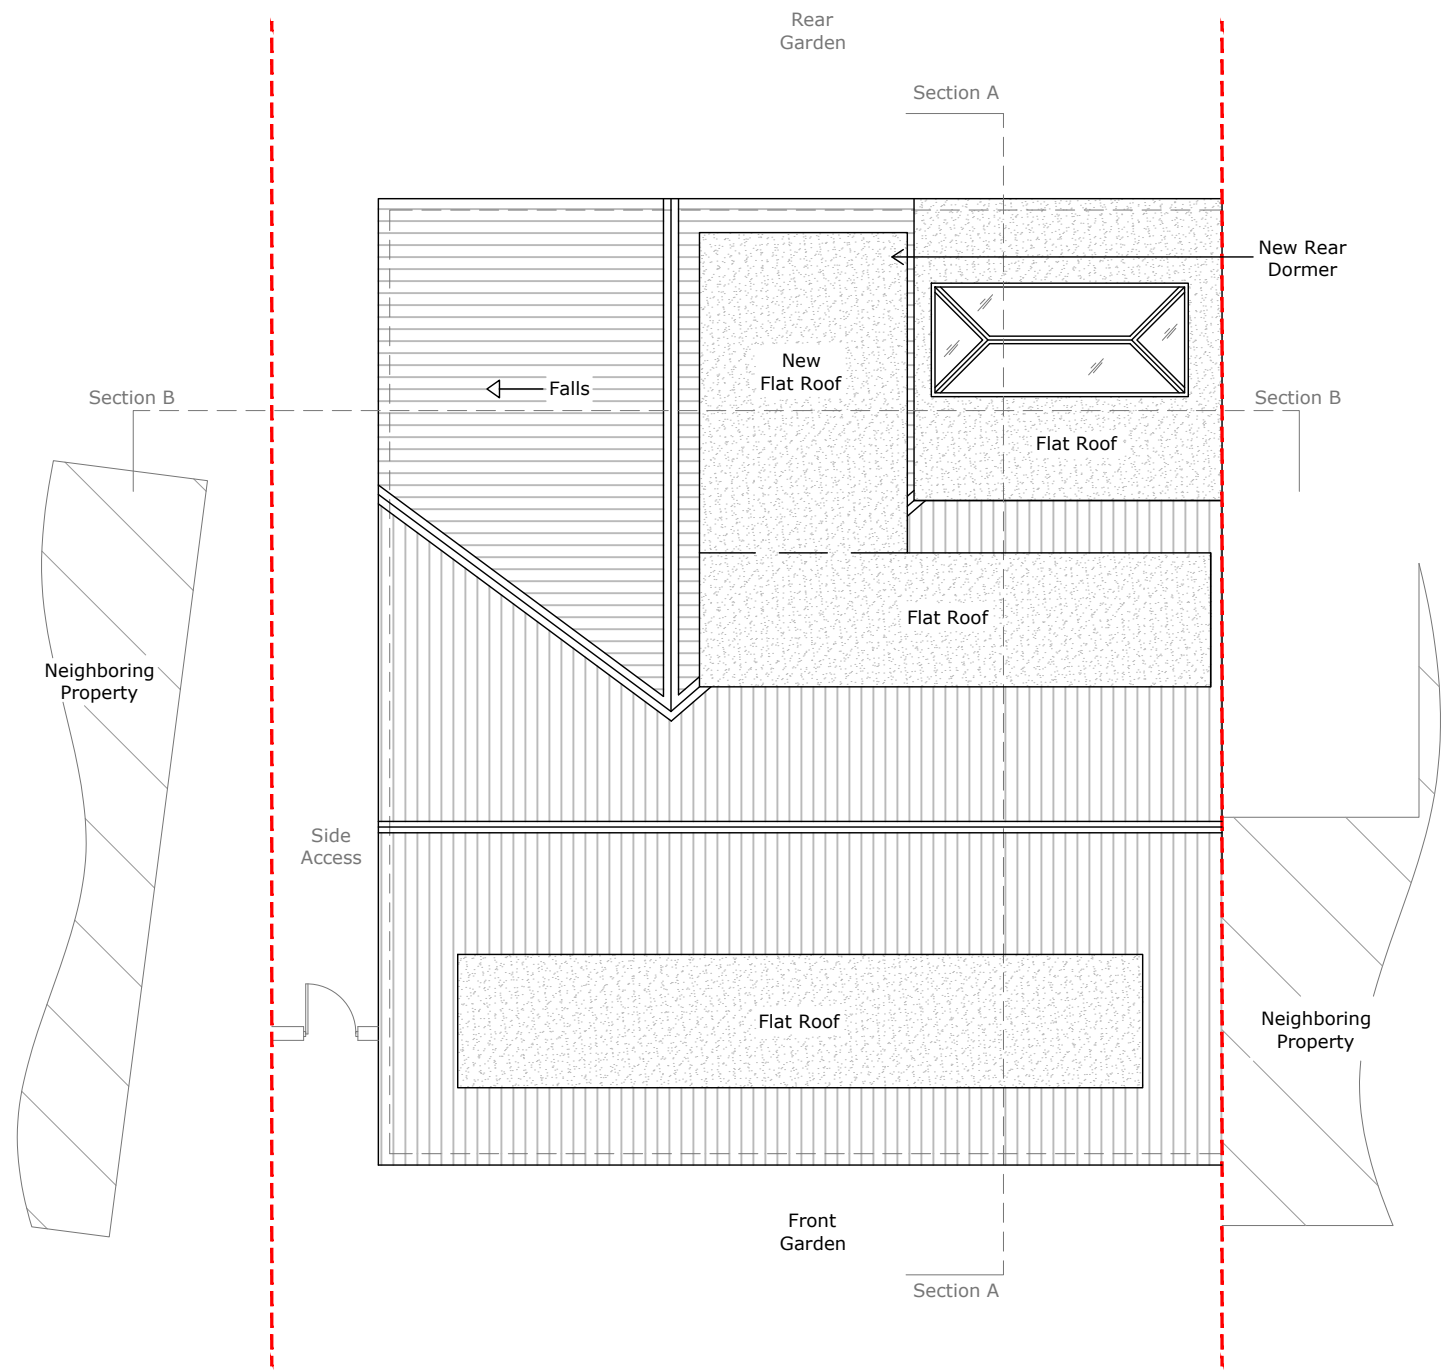 Rear
Garden
Section A
New Rear
Dormer
New
Flat Roof
Falls
Section B
Section B
Flat Roof
Flat Roof
Neighboring
Property
Side
Access
Flat Roof
Neighboring
Property
Front
Garden
Section A